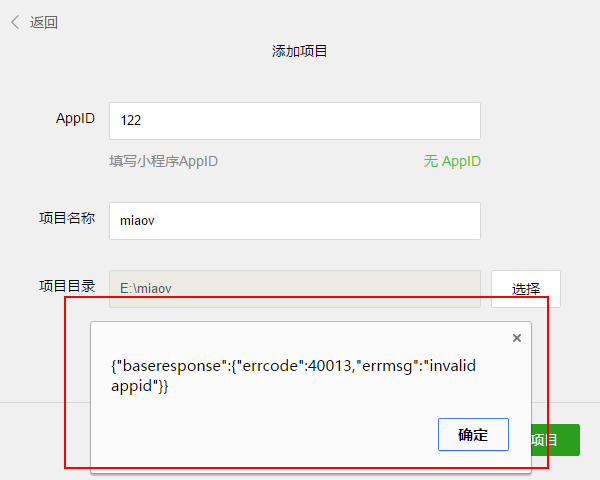 返回
添加项目
AppID
122
填写小程序AppID
无 AppID
项目名称
miaov
项目目录
E:\miaov
选择
{"baseresponse":{"errcode":40013,"errmsg":"invalid
appid"}}
确定
项目